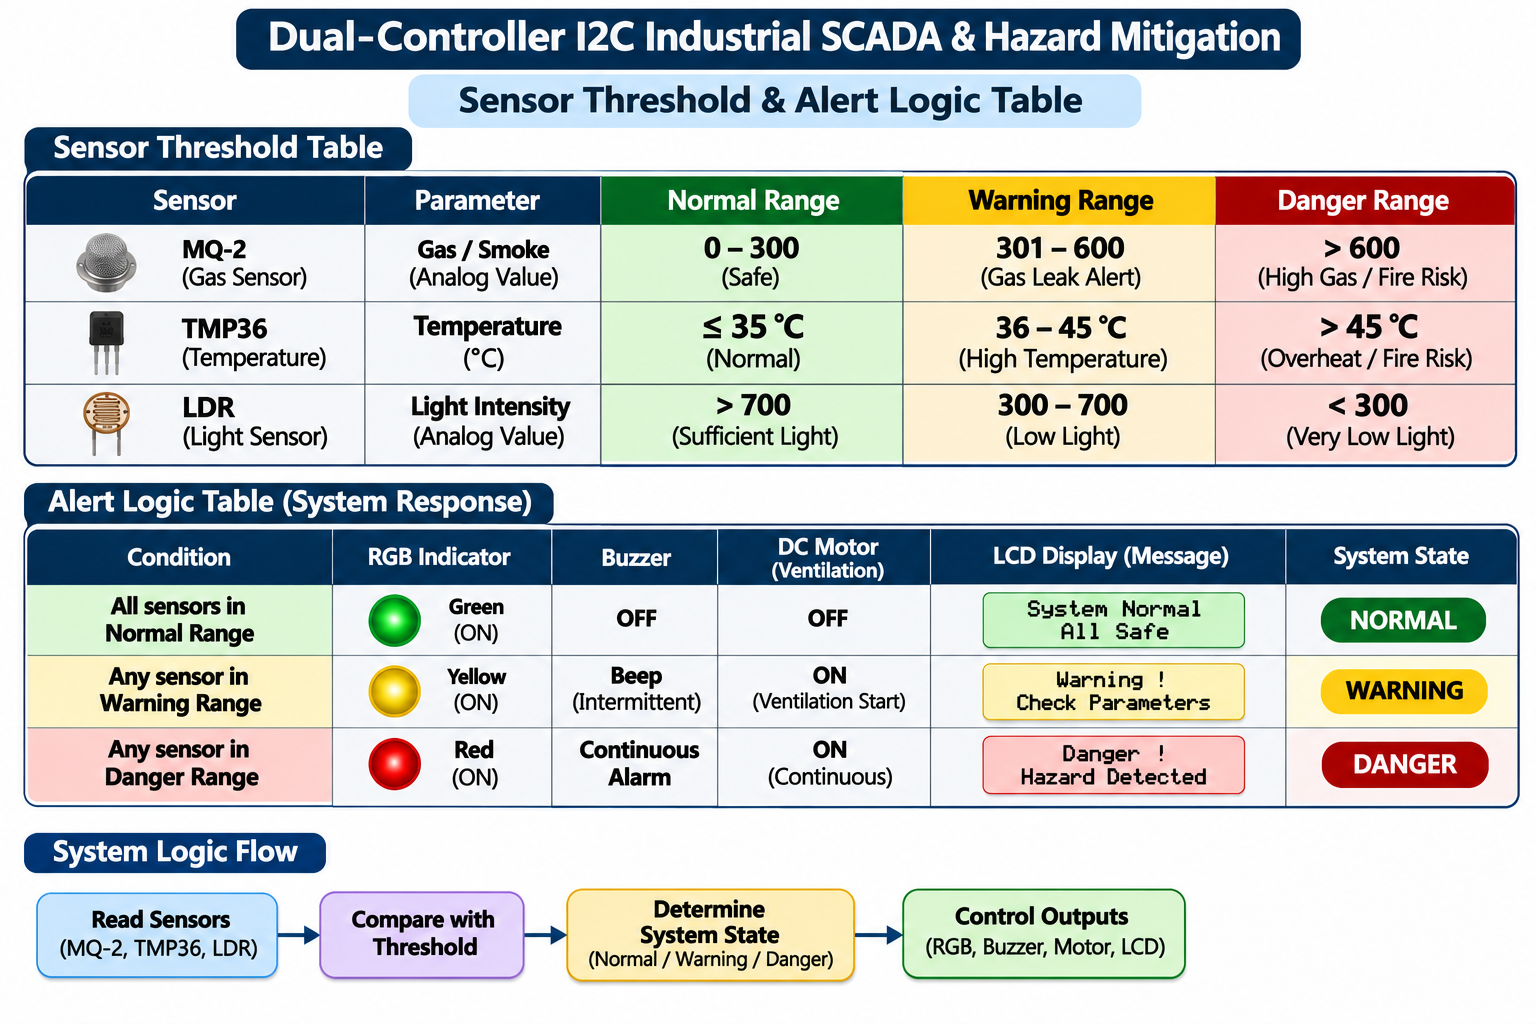 Dual-Controller I2C Industrial SCADA & Hazard Mitigation
Sensor Threshold & Alert Logic Table
Sensor Threshold Table
Sensor Parameter Normal Range Warning Range Danger Range
MQ-2 Gas / Smoke 0 – 300 301 – 600 > 600
(Gas Sensor) (Analog Value) (Safe) (Gas Leak Alert) (High Gas / Fire Risk)
TMP36 Temperature ≤ 35 °C 36 – 45 °C > 45 °C
(Temperature) (°C) (Normal) (High Temperature) (Overheat / Fire Risk)
LDR Light Intensity > 700 300 – 700 < 300
(Light Sensor) (Analog Value) (Sufficient Light) (Low Light) (Very Low Light)
Alert Logic Table (System Response)
Condition RGB Indicator Buzzer DC Motor (Ventilation) LCD Display (Message) System State
All sensors in Green OFF OFF System Normal NORMAL
Normal Range (ON) All Safe
Any sensor in Yellow Beep ON Warning ! WARNING
Warning Range (ON) (Intermittent) (Ventilation Start) Check Parameters
Any sensor in Red Continuous ON Danger ! DANGER
Danger Range (ON) Alarm (Continuous) Hazard Detected
System Logic Flow
Read Sensors
(MQ-2, TMP36, LDR)
Compare with
Threshold
Determine
System State
(Normal / Warning / Danger)
Control Outputs
(RGB, Buzzer, Motor, LCD)